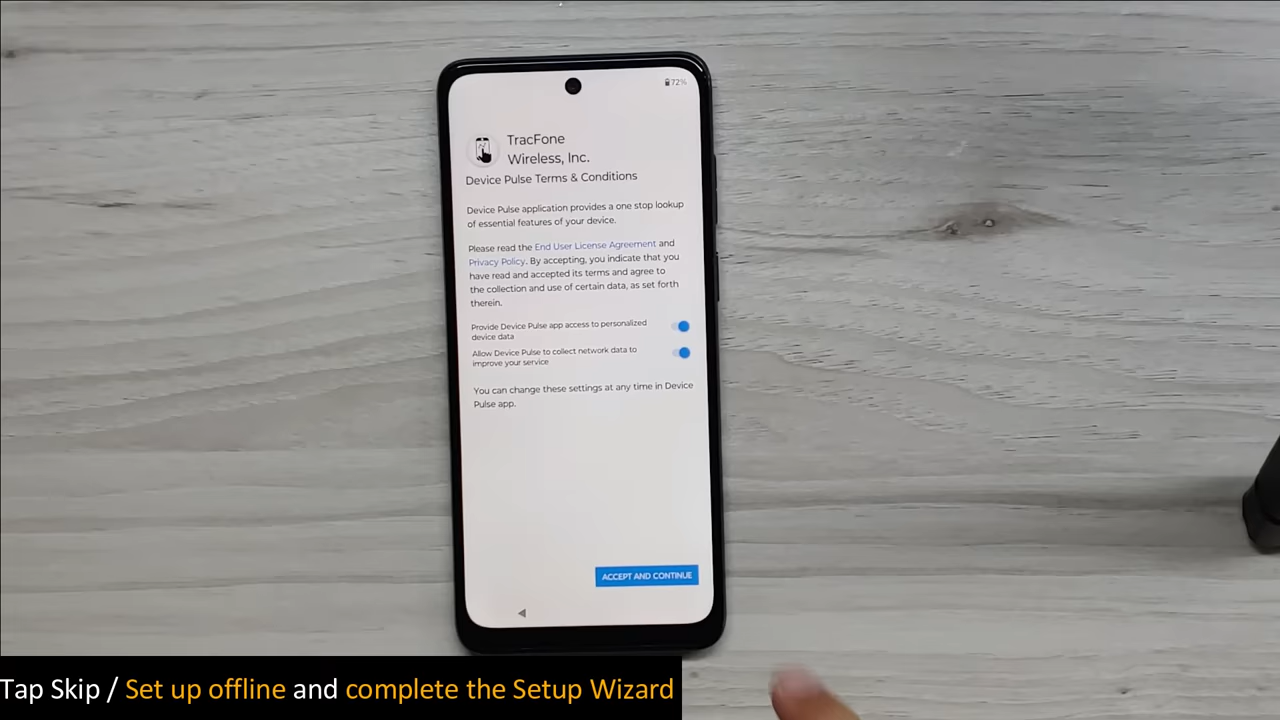 72%
TracFone
Wireless, Inc.
Device Pulse Terms & Conditions
Device Pulse application provides a one stop lookup
of essential features of your device.
Please read the End User License Agreement and
Privacy Policy. By accepting, you indicate that you
have read and accepted its terms and agree to
the collection and use of certain data, as set forth
therein.
Provide Device Pulse app access to personalized
device data
Allow Device Pulse to collect network data to
improve your service
You can change these settings at any time in Device
Pulse app.
ACCEPT AND CONTINUE
Tap Skip / Set up offline and complete the Setup Wizard